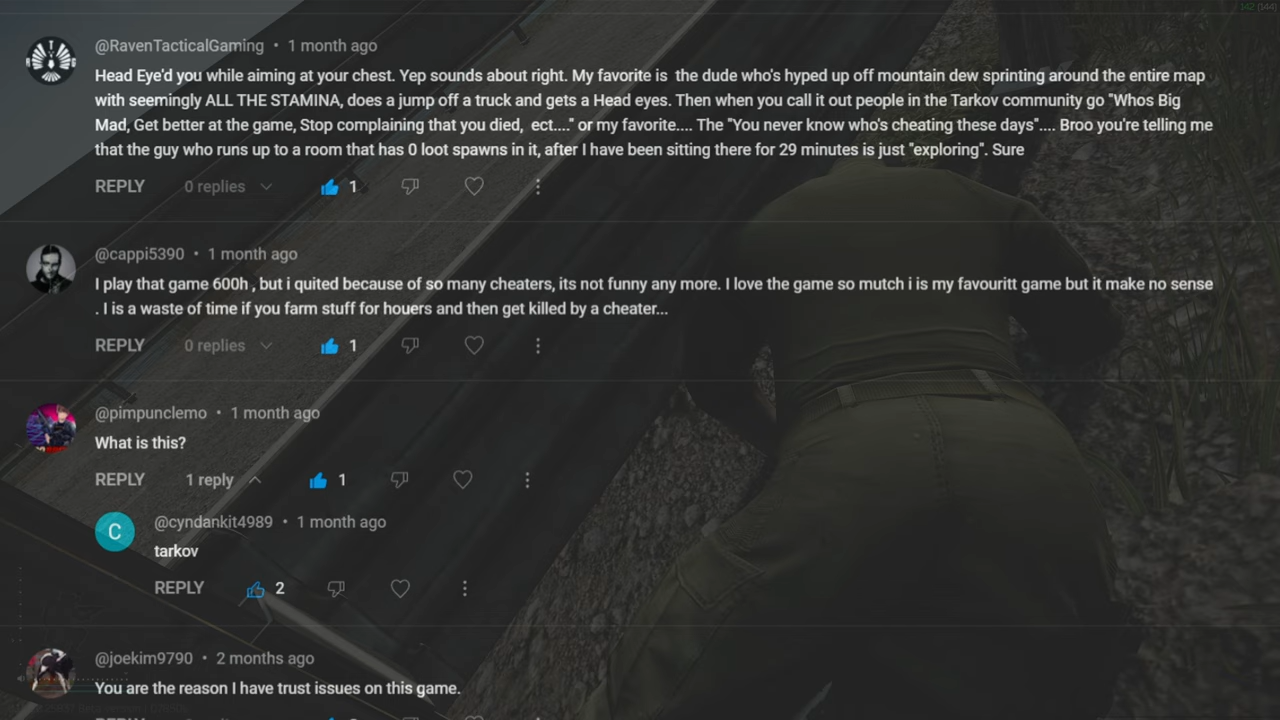 142 (144)
@RavenTacticalGaming • 1 month ago
Head Eye'd you while aiming at your chest. Yep sounds about right. My favorite is  the dude who's hyped up off mountain dew sprinting around the entire map
with seemingly ALL THE STAMINA, does a jump off a truck and gets a Head eyes. Then when you call it out people in the Tarkov community go "Whos Big
Mad, Get better at the game, Stop complaining that you died,  ect...." or my favorite.... The "You never know who's cheating these days".... Broo you're telling me
that the guy who runs up to a room that has 0 loot spawns in it, after I have been sitting there for 29 minutes is just "exploring". Sure
REPLY 0 replies 1
@cappi5390 • 1 month ago
I play that game 600h , but i quited because of so many cheaters, its not funny any more. I love the game so mutch i is my favouritt game but it make no sense
. I is a waste of time if you farm stuff for houers and then get killed by a cheater...
REPLY 0 replies 1
@pimpunclemo • 1 month ago
What is this?
REPLY 1 reply 1
C
@cyndankit4989 • 1 month ago
tarkov
REPLY 2
@joekim9790 • 2 months ago
You are the reason I have trust issues on this game.